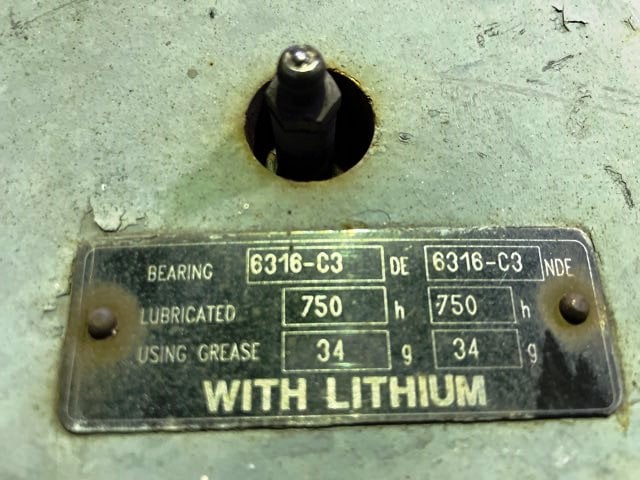 BEARING 6316-C3 DE 6316-C3 NDE
LUBRICATED 750 h 750 h
USING GREASE 34 g 34 g
WITH LITHIUM